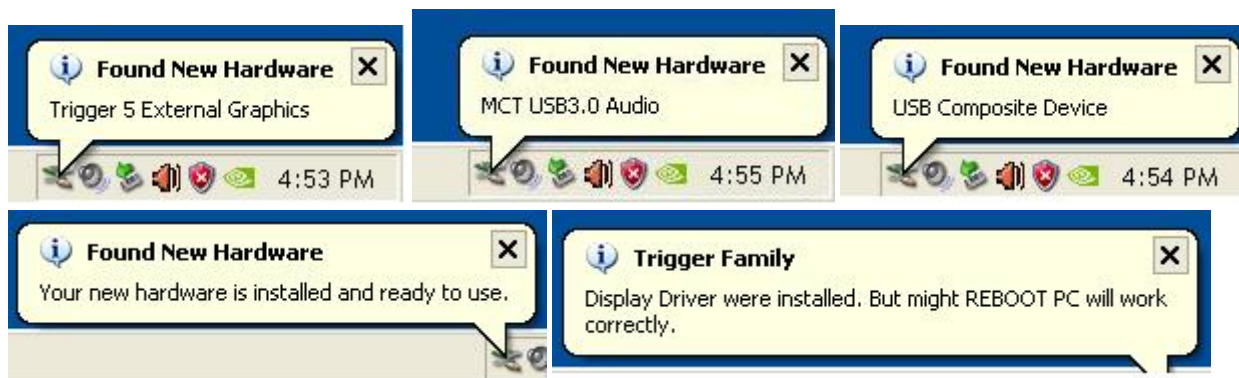 Found New Hardware
Trigger 5 External Graphics
4:53 PM
Found New Hardware
MCT USB3.0 Audio
4:55 PM
Found New Hardware
USB Composite Device
4:54 PM
Found New Hardware
Your new hardware is installed and ready to use.
Trigger Family
Display Driver were installed. But might REBOOT PC will work
correctly.